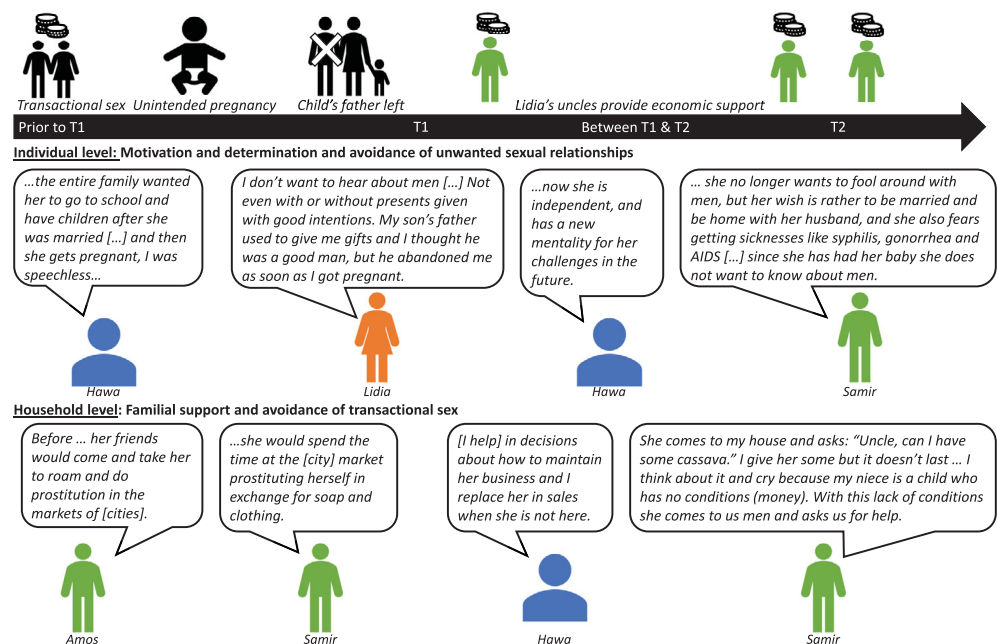 Transactional sex Unintended pregnancy Child's father left Lidia's uncles provide economic support
Prior to T1 T1 Between T1 & T2 T2
Individual level: Motivation and determination and avoidance of unwanted sexual relationships
…the entire family wanted
her to go to school and
have children after she
was married […] and then
she gets pregnant, I was
speechless…
Hawa
I don't want to hear about men […] Not
even with or without presents given
with good intentions. My son's father
used to give me gifts and I thought he
was a good man, but he abandoned me
as soon as I got pregnant.
Lidia
…now she is
independent, and
has a new
mentality for her
challenges in the
future.
Hawa
… she no longer wants to fool around with
men, but her wish is rather to be married and
be home with her husband, and she also fears
getting sicknesses like syphilis, gonorrhea and
AIDS […] since she has had her baby she does
not want to know about men.
Samir
Household level: Familial support and avoidance of transactional sex
Before … her friends
would come and take her
to roam and do
prostitution in the
markets of [cities].
Amos
…she would spend the
time at the [city] market
prostituting herself in
exchange for soap and
clothing.
Samir
[I help] in decisions
about how to maintain
her business and I
replace her in sales
when she is not here.
Hawa
She comes to my house and asks: "Uncle, can I have
some cassava." I give her some but it doesn't last … I
think about it and cry because my niece is a child who
has no conditions (money). With this lack of conditions
she comes to us men and asks us for help.
Samir